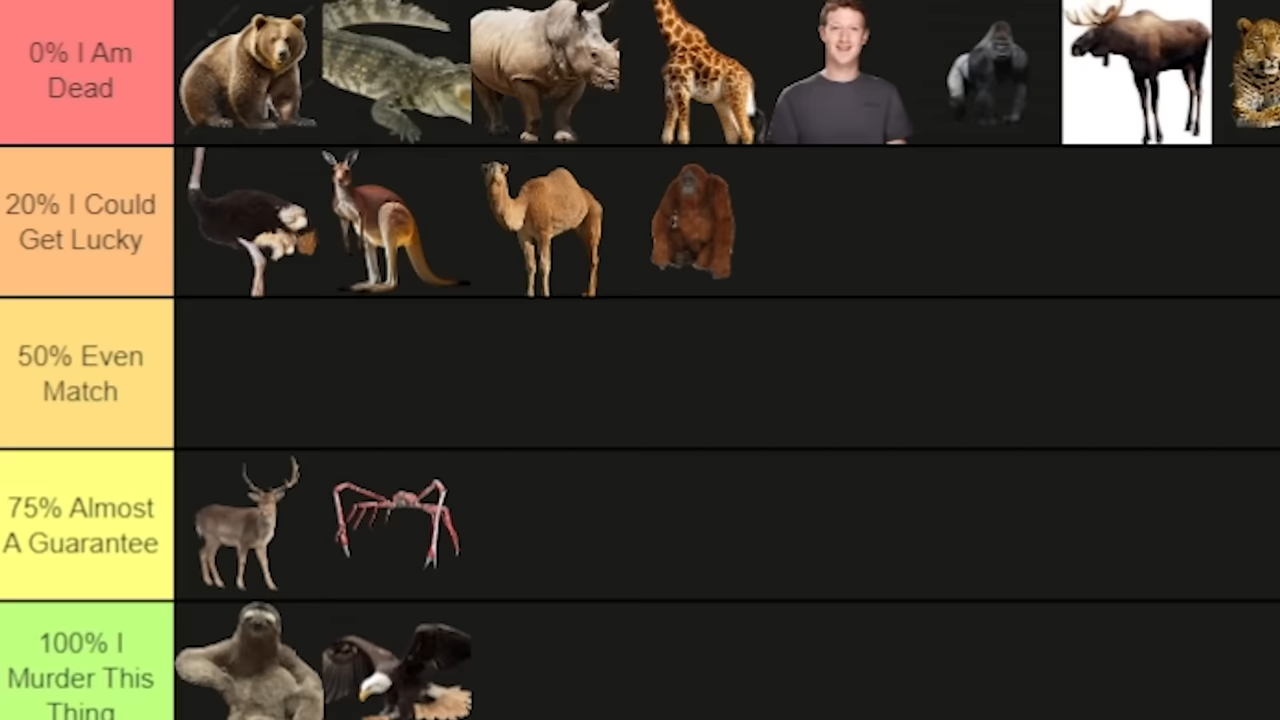 0% I Am
Dead
20% I Could
Get Lucky
50% Even
Match
75% Almost
A Guarantee
100% I
Murder This
Thing